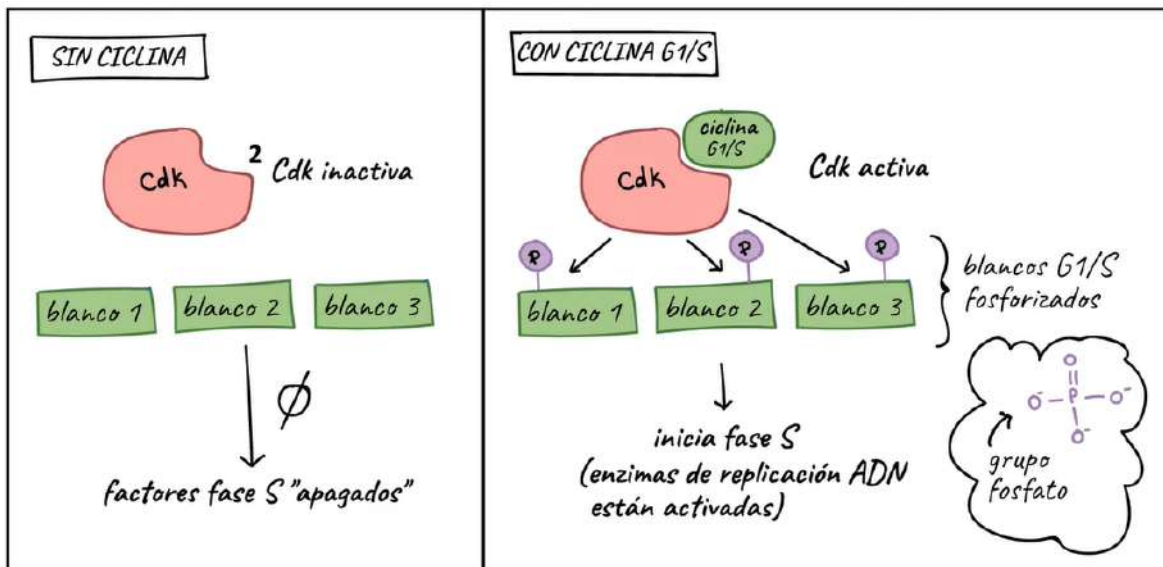 SIN CICLINA
Cdk
2
Cdk inactiva
blanco 1
blanco 2
blanco 3
Ø
factores fase S "apagados"
CON CICLINA G1/S
ciclina
G1/S
Cdk
Cdk activa
P
P
P
blanco 1
blanco 2
blanco 3
blancos G1/S
fosforizados
inicia fase S
(enzimas de replicación ADN
están activadas)
O
O⁻ P O⁻
O⁻
grupo
fosfato